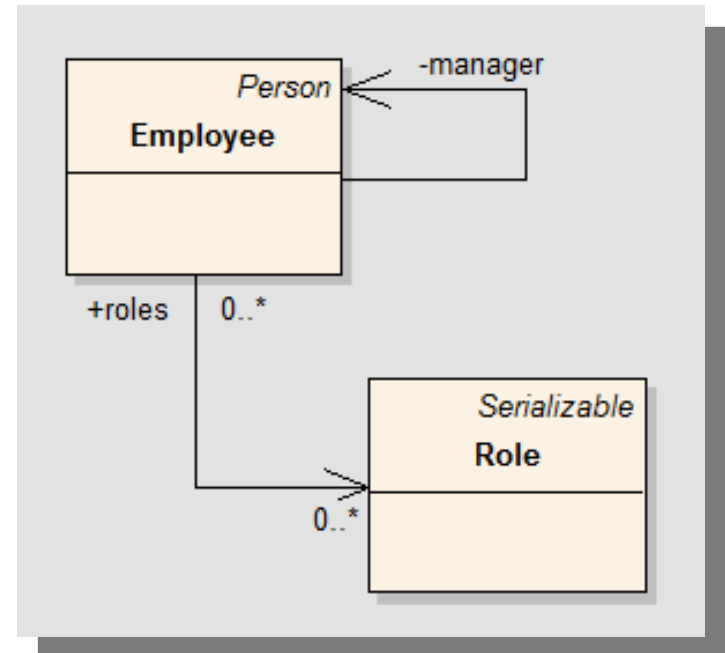 -manager
Person
Employee
+roles 0..*
Serializable
Role
0..*